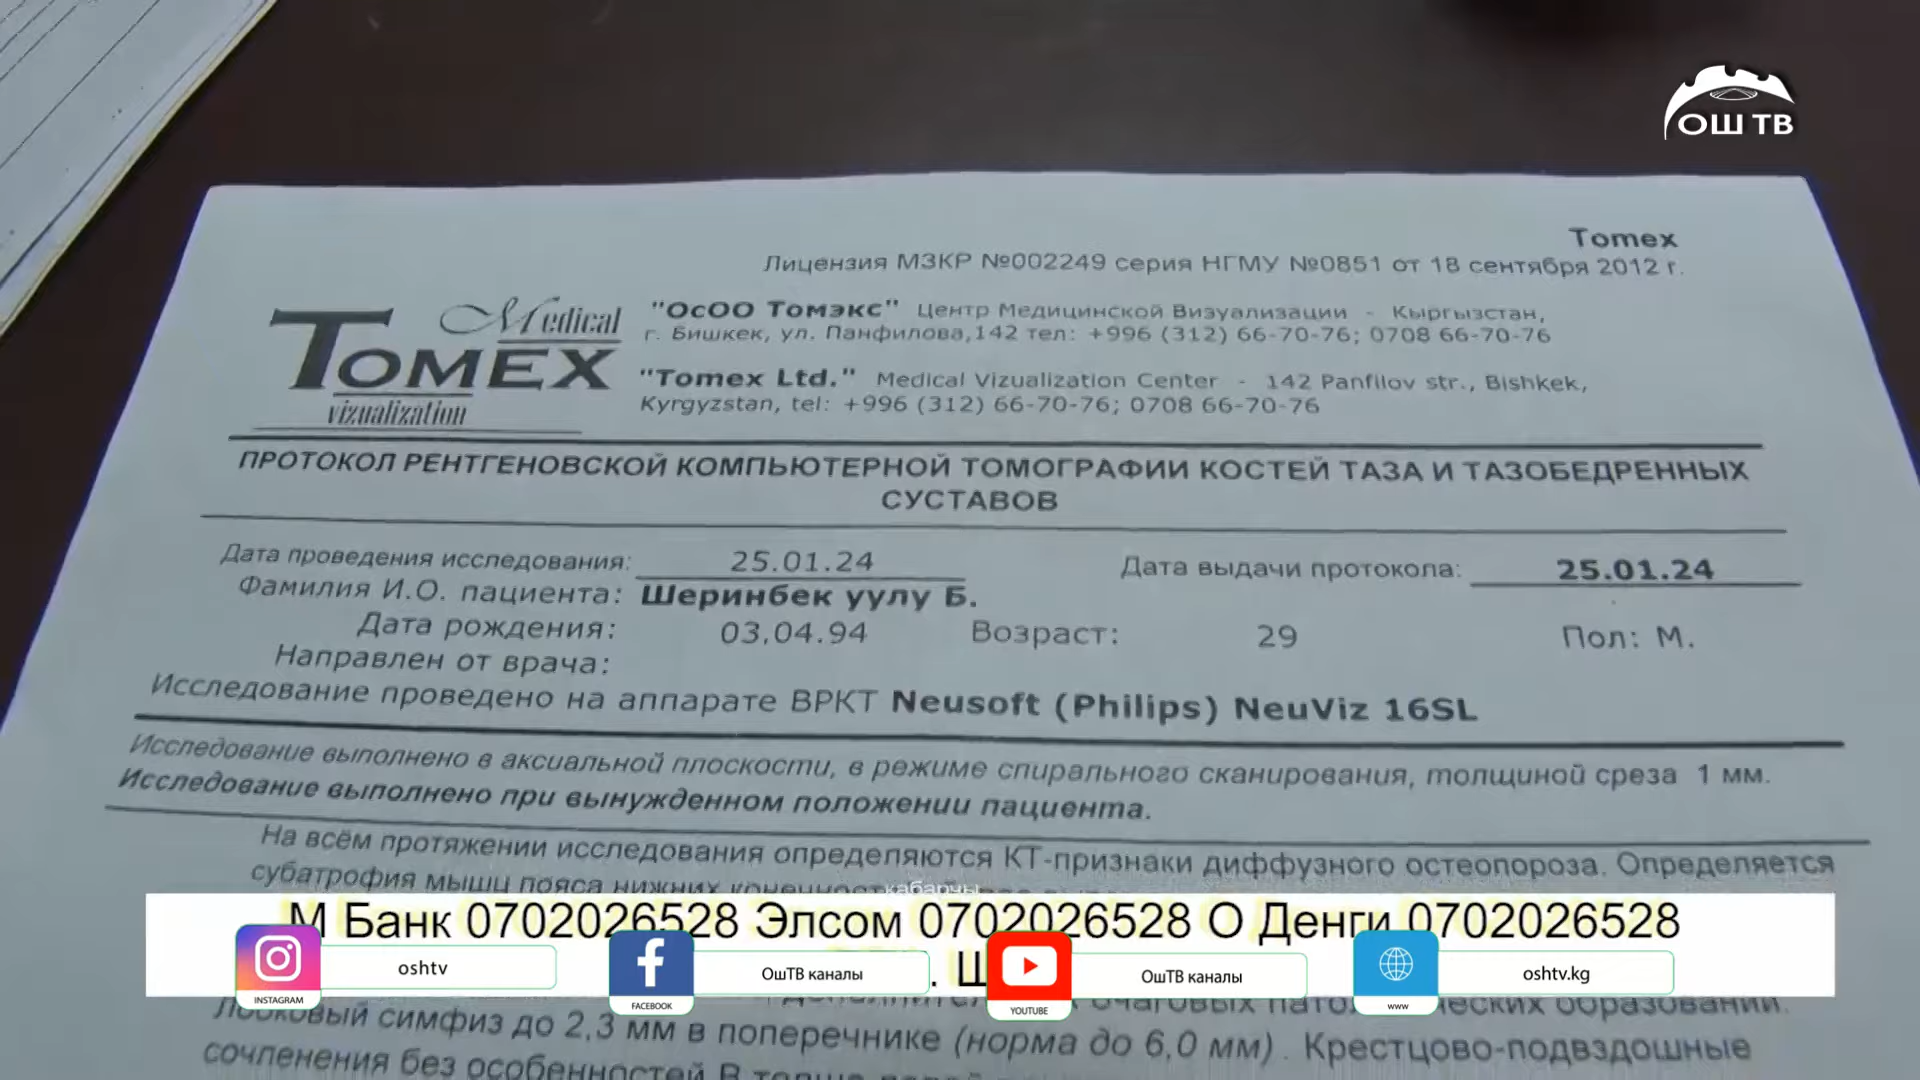 ОШ ТВ
Tomex
Лицензия МЗКР №002249 серия НГМУ №0851 от 18 сентября 2012 г.
Medical
Tomex
vizualization
"ОсОО Томэкс" Центр Медицинской Визуализации - Кыргызстан,
г. Бишкек, ул. Панфилова,142 тел: +996 (312) 66-70-76; 0708 66-70-76
"Tomex Ltd." Medical Vizualization Center - 142 Panfilov str., Bishkek,
Kyrgyzstan, tel: +996 (312) 66-70-76; 0708 66-70-76
ПРОТОКОЛ РЕНТГЕНОВСКОЙ КОМПЬЮТЕРНОЙ ТОМОГРАФИИ КОСТЕЙ ТАЗА И ТАЗОБЕДРЕННЫХ
СУСТАВОВ
Дата проведения исследования: 25.01.24 Дата выдачи протокола: 25.01.24
Фамилия И.О. пациента: Шеринбек уулу Б.
Дата рождения: 03.04.94 Возраст: 29 Пол: М.
Направлен от врача:
Исследование проведено на аппарате ВРКТ Neusoft (Philips) NeuViz 16SL
Исследование выполнено в аксиальной плоскости, в режиме спирального сканирования, толщиной среза 1 мм.
Исследование выполнено при вынужденном положении пациента.
На всём протяжении исследования определяются КТ-признаки диффузного остеопороза. Определяется
субатрофия мышц пояса нижних
кабарчы
М Банк 0702026528 Элсом 0702026528 О Деньги 0702026528
oshtv
INSTAGRAM
ОшТВ каналы
FACEBOOK
ОшТВ каналы
YOUTUBE
oshtv.kg
www
очаговых образований.
Лобковый симфиз до 2,3 мм в поперечнике (норма до 6,0 мм). Крестцово-подвздошные
сочленения без особенностей